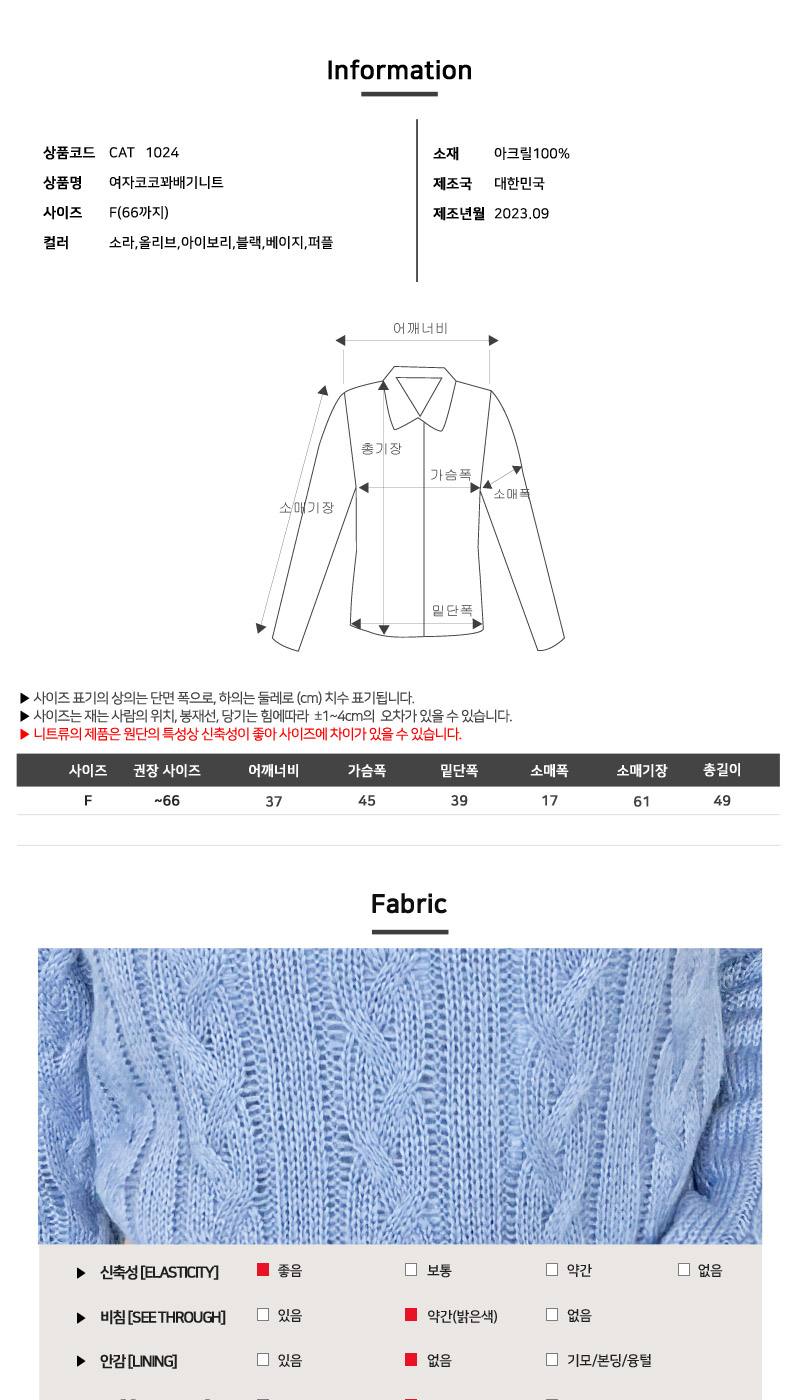 Information
상품코드 CAT 1024
상품명 여자코코꽈배기니트
사이즈 F(66까지)
컬러 소라,올리브,아이보리,블랙,베이지,퍼플
소재 아크릴100%
제조국 대한민국
제조년월 2023.09
어깨너비
총기장
가슴폭
소매폭
소매기장
밑단폭
▶ 사이즈 표기의 상의는 단면 폭으로, 하의는 둘레로 (cm) 치수 표기됩니다.
▶ 사이즈는 재는 사람의 위치, 봉재선, 당기는 힘에따라 ±1~4cm의 오차가 있을 수 있습니다.
▶ 니트류의 제품은 원단의 특성상 신축성이 좋아 사이즈에 차이가 있을 수 있습니다.
사이즈 권장 사이즈 어깨너비 가슴폭 밑단폭 소매폭 소매기장 총길이
F ~66 37 45 39 17 61 49
Fabric
▶ 신축성 [ELASTICITY] 좋음 보통 약간 없음
▶ 비침 [SEE THROUGH] 있음 약간(밝은색) 없음
▶ 안감 [LINING] 있음 없음 기모/본딩/융털